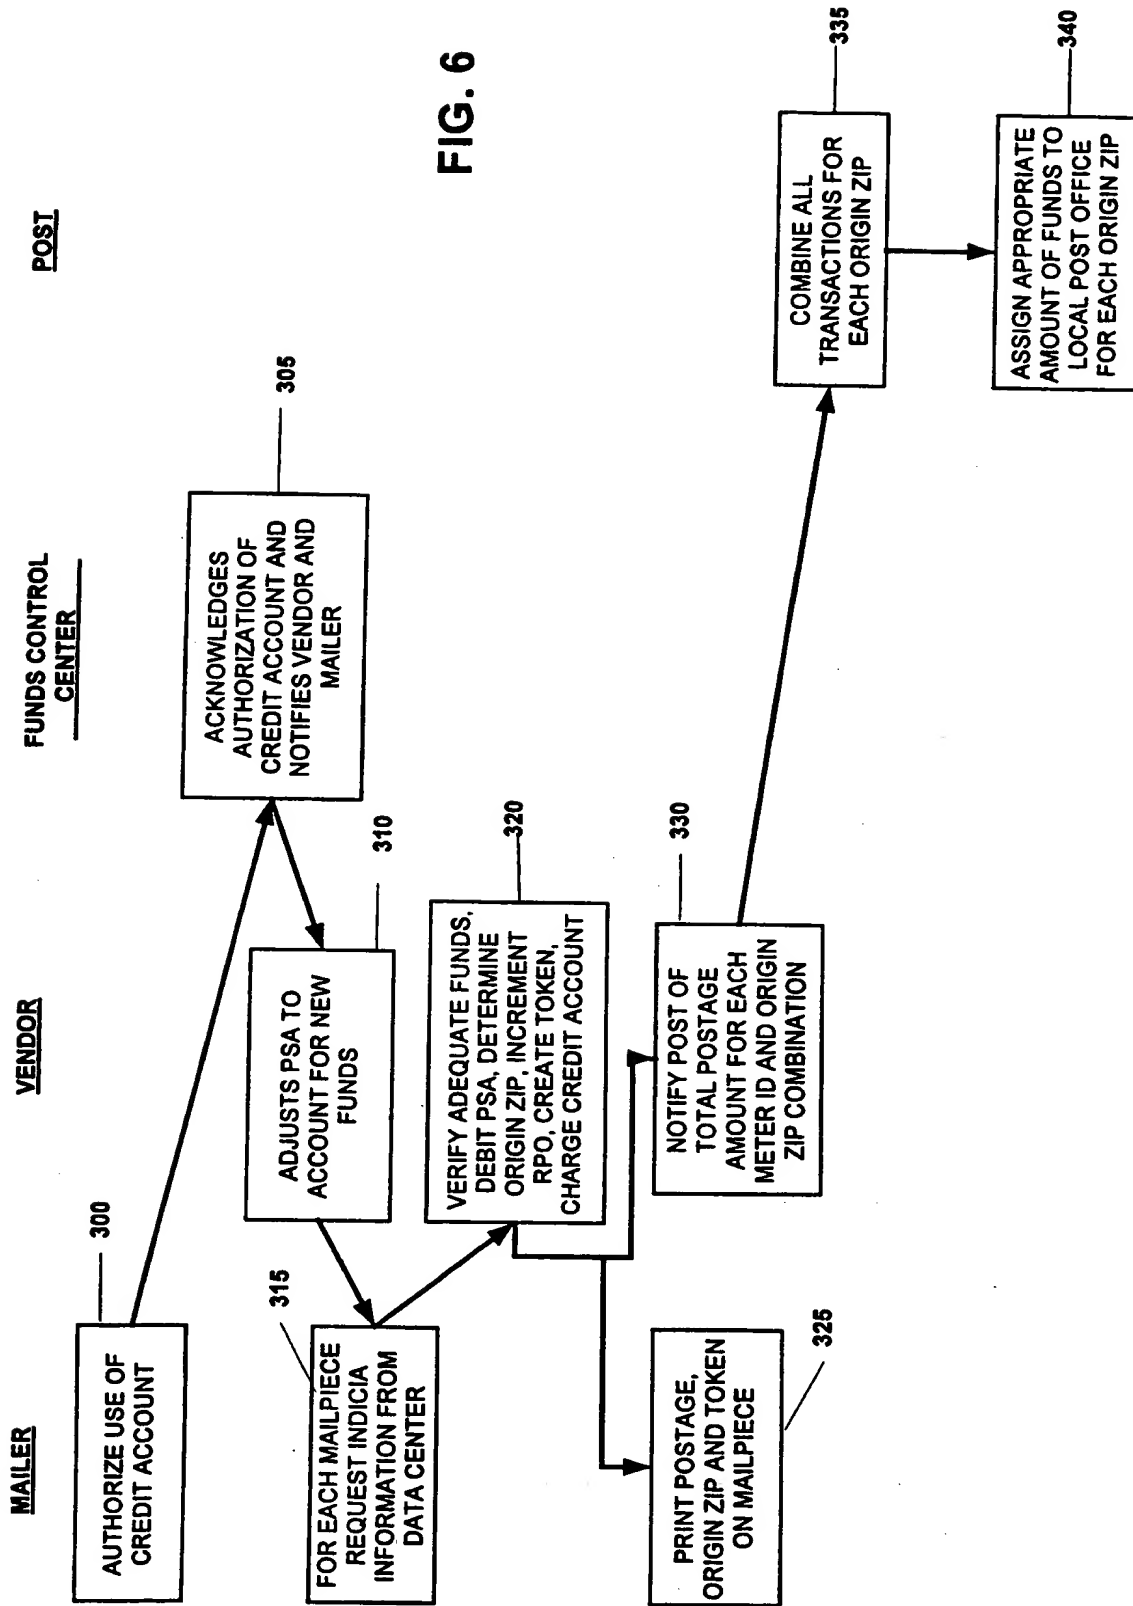 MAILER
VENDOR
FUNDS CONTROL
CENTER
POST
300
AUTHORIZE USE OF
CREDIT ACCOUNT
305
ACKNOWLEDGES
AUTHORIZATION OF
CREDIT ACCOUNT AND
NOTIFIES VENDOR AND
MAILER
310
ADJUSTS PSA TO
ACCOUNT FOR NEW
FUNDS
315
FOR EACH MAILPIECE
REQUEST INDICIA
INFORMATION FROM
DATA CENTER
320
VERIFY ADEQUATE FUNDS,
DEBIT PSA, DETERMINE
ORIGIN ZIP, INCREMENT
RPO, CREATE TOKEN,
CHARGE CREDIT ACCOUNT
325
PRINT POSTAGE,
ORIGIN ZIP AND TOKEN
ON MAILPIECE
330
NOTIFY POST OF
TOTAL POSTAGE
AMOUNT FOR EACH
METER ID AND ORIGIN
ZIP COMBINATION
335
COMBINE ALL
TRANSACTIONS FOR
EACH ORIGIN ZIP
340
ASSIGN APPROPRIATE
AMOUNT OF FUNDS TO
LOCAL POST OFFICE
FOR EACH ORIGIN ZIP
FIG. 6